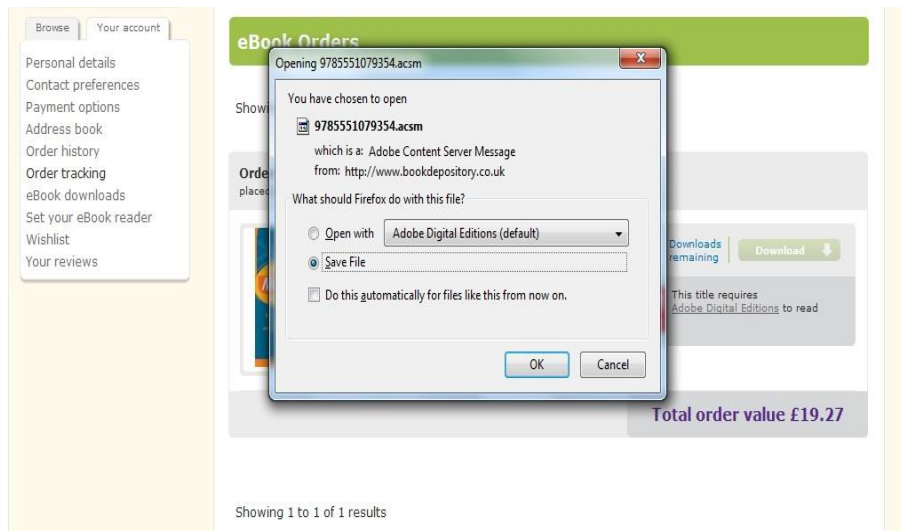 Browse
Your account
Personal details
Contact preferences
Payment options
Address book
Order history
Order tracking
eBook downloads
Set your eBook reader
Wishlist
Your reviews
eBook Orders
Opening 9785551079354.acsm
You have chosen to open
9785551079354.acsm
which is a: Adobe Content Server Message
from: http://www.bookdepository.co.uk
What should Firefox do with this file?
Open with Adobe Digital Editions (default)
Save File
Do this automatically for files like this from now on.
OK Cancel
Downloads
remaining
Download
This title requires
Adobe Digital Editions to read
Total order value £19.27
Showing 1 to 1 of 1 results